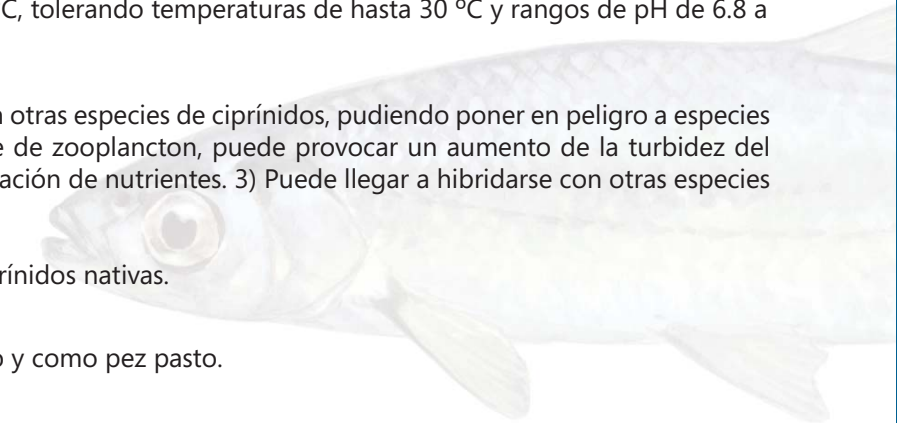 C, tolerando temperaturas de hasta 30 ºC y rangos de pH de 6.8 a
otras especies de ciprínidos, pudiendo poner en peligro a especies
de zooplancton, puede provocar un aumento de la turbidez del
ación de nutrientes. 3) Puede llegar a hibridarse con otras especies
rínidos nativas.
y como pez pasto.